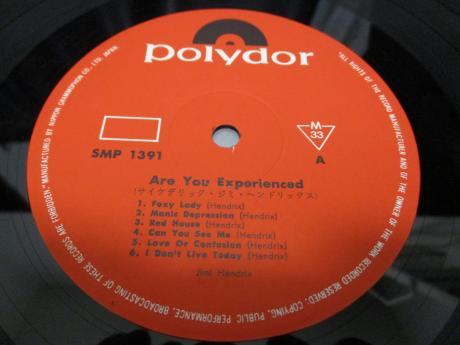 polydor
SMP 1391
M
33
A
Are You Experienced
(サイケデリック・ジミ・ヘンドリックス)
1. Foxy Lady (Hendrix)
2. Manic Depression (Hendrix)
3. Red House (Hendrix)
4. Can You See Me (Hendrix)
5. Love Or Confusion (Hendrix)
6. I Don't Live Today (Hendrix)
Jimi Hendrix
"ALL RIGHTS OF THE RECORD MANUFACTURER AND OF THE OWNER OF THE WORK RECORDED RESERVED: COPYING, PUBLIC PERFORMANCE, BROADCASTING OF THESE RECORDS ARE FORBIDDEN." MANUFACTURED BY NIPPON GRAMMOPHON CO., LTD. JAPAN.